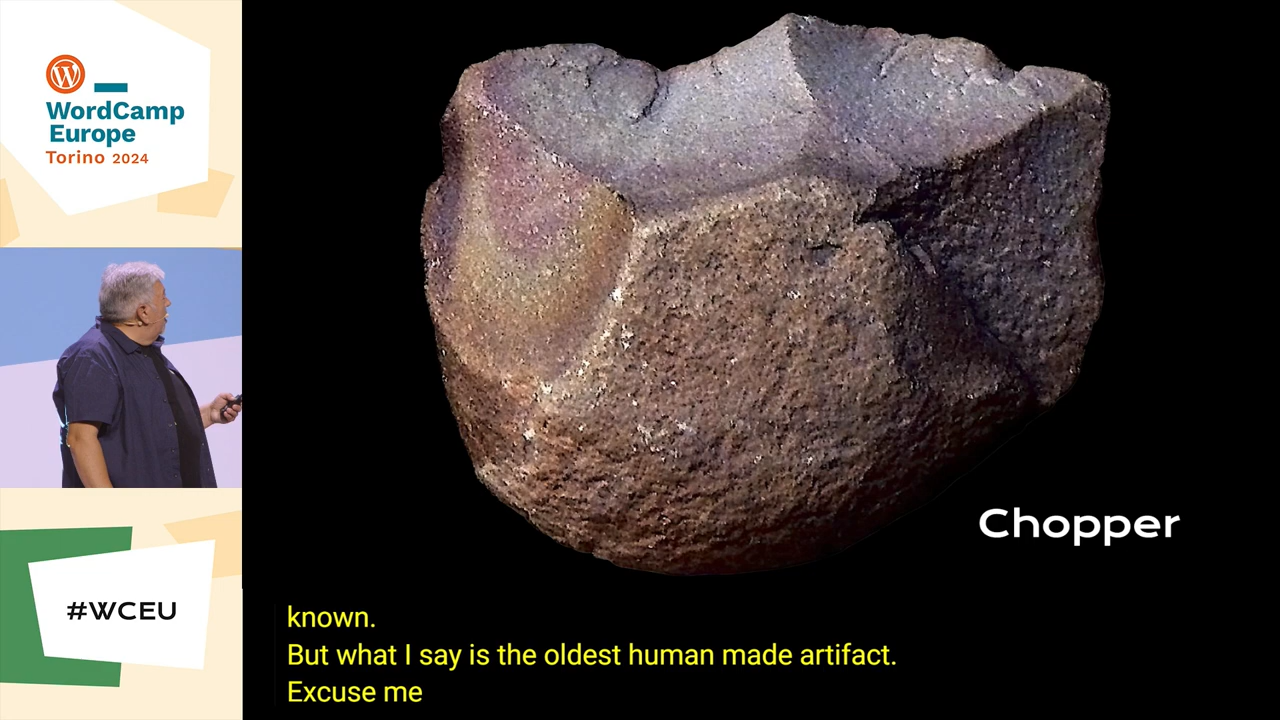 WordCamp
Europe
Torino 2024
#WCEU
Chopper
known.
But what I say is the oldest human made artifact.
Excuse me